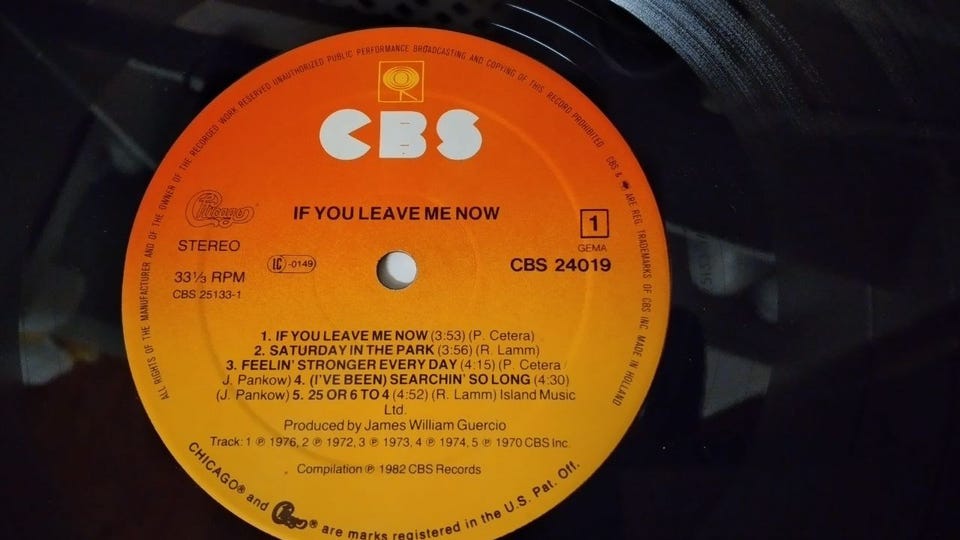 ALL RIGHTS OF THE MANUFACTURER AND OF THE OWNER OF THE RECORDED WORK RESERVED UNAUTHORIZED PUBLIC PERFORMANCE BROADCASTING AND COPYING OF THIS RECORD PROHIBITED. CBS & ARE REG. TRADEMARKS OF CBS INC. MADE IN HOLLAND
CBS
Chicago
IF YOU LEAVE ME NOW
1
STEREO
GEMA
LC-0149
CBS 24019
33⅓ RPM
CBS 25133-1
1. IF YOU LEAVE ME NOW (3:53) (P. Cetera)
2. SATURDAY IN THE PARK (3:56) (R. Lamm)
3. FEELIN' STRONGER EVERY DAY (4:15) (P. Cetera /
J. Pankow) 4. (I'VE BEEN) SEARCHIN' SO LONG (4:30)
(J. Pankow) 5. 25 OR 6 TO 4 (4:52) (R. Lamm) Island Music
Ltd.
Produced by James William Guercio
Track: 1 ℗ 1976, 2 ℗ 1972, 3 ℗ 1973, 4 ℗ 1974, 5 ℗ 1970 CBS Inc.
Compilation ℗ 1982 CBS Records
CHICAGO® and Chicago® are marks registered in the U.S. Pat. Off.